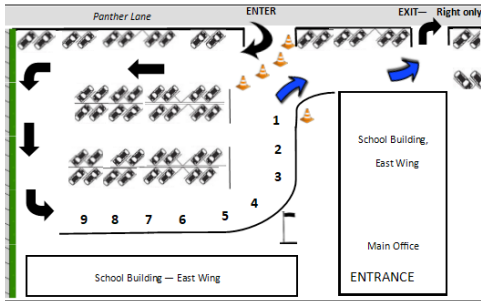 Panther Lane
ENTER
EXIT— Right only
1
2
3
4
5
6
7
8
9
School Building,
East Wing
Main Office
ENTRANCE
School Building — East Wing